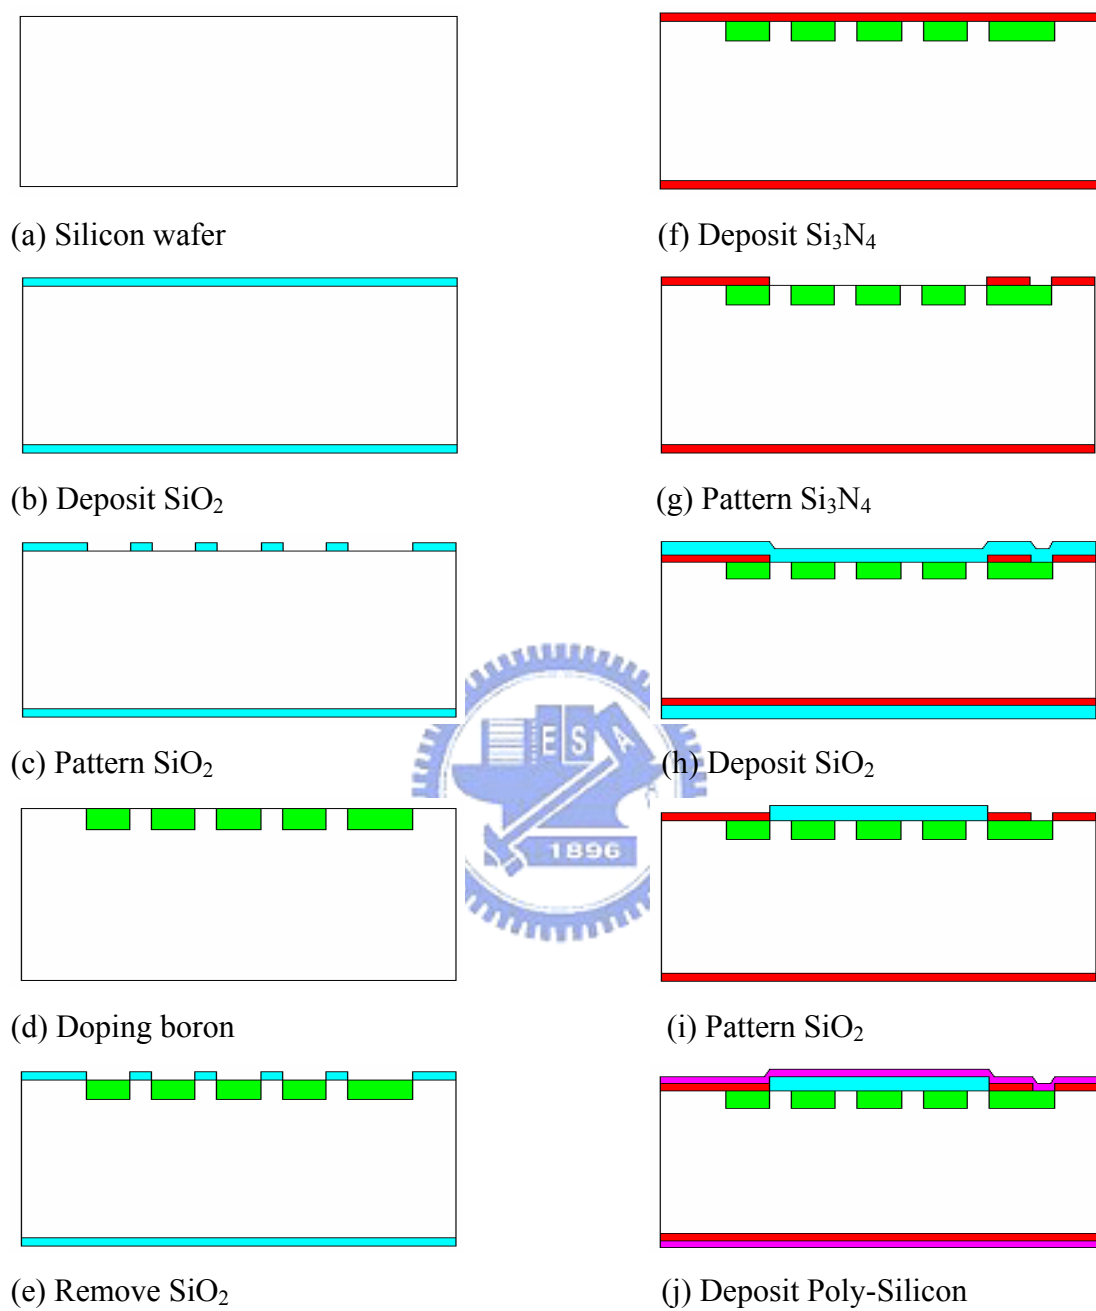 (a) Silicon wafer
(b) Deposit SiO₂
(c) Pattern SiO₂
(d) Doping boron
(e) Remove SiO₂
(f) Deposit Si₃N₄
(g) Pattern Si₃N₄
(h) Deposit SiO₂
(i) Pattern SiO₂
(j) Deposit Poly-Silicon
E S A
1896